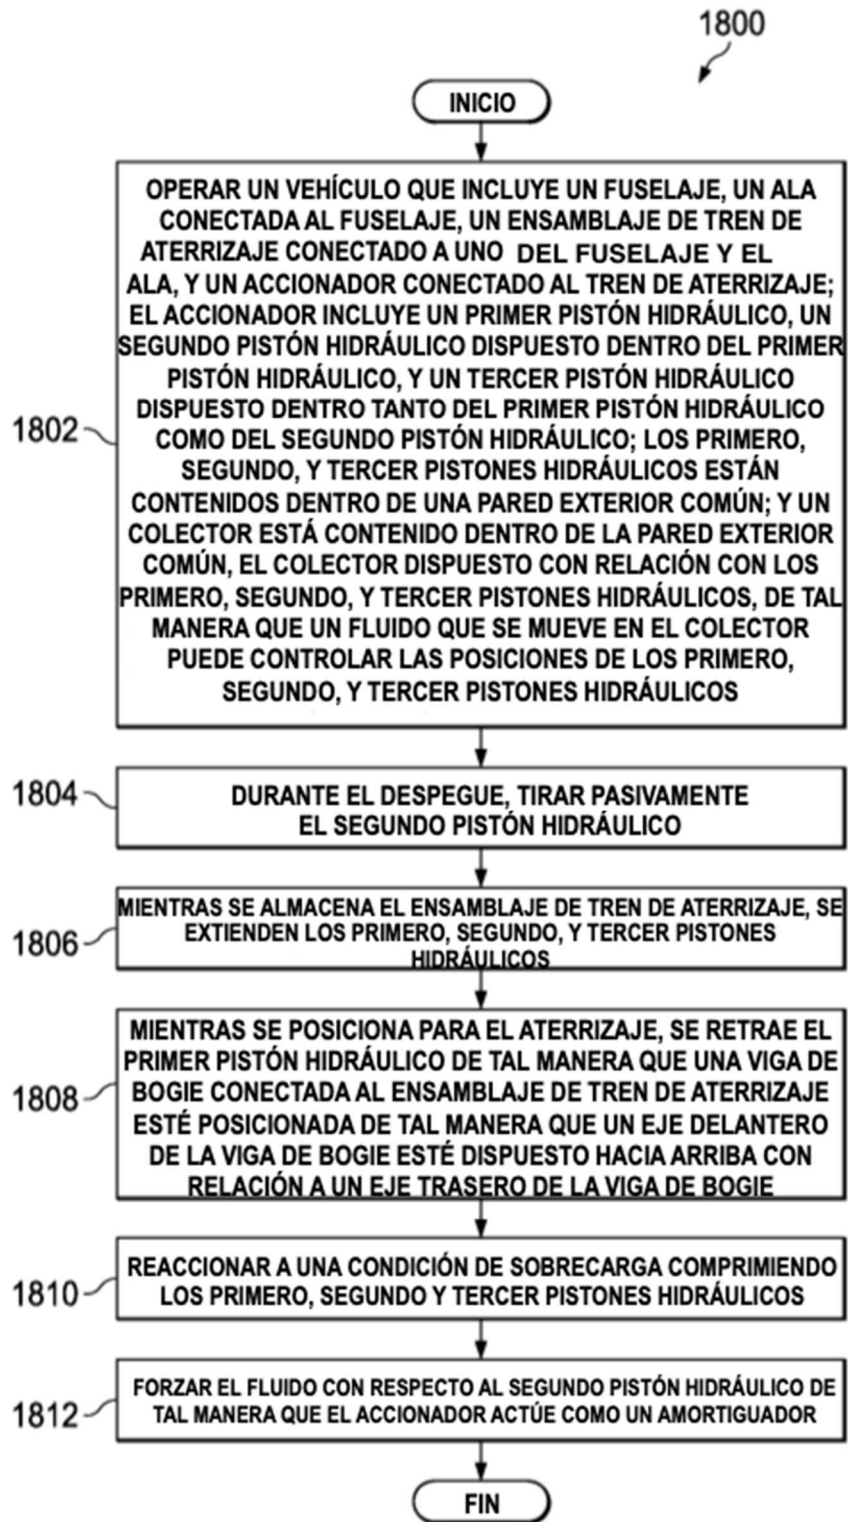 1800
INICIO
OPERAR UN VEHÍCULO QUE INCLUYE UN FUSELAJE, UN ALA
CONECTADA AL FUSELAJE, UN ENSAMBLAJE DE TREN DE
ATERRIZAJE CONECTADO A UNO DEL FUSELAJE Y EL
ALA, Y UN ACCIONADOR CONECTADO AL TREN DE ATERRIZAJE;
EL ACCIONADOR INCLUYE UN PRIMER PISTÓN HIDRÁULICO, UN
SEGUNDO PISTÓN HIDRÁULICO DISPUESTO DENTRO DEL PRIMER
PISTÓN HIDRÁULICO, Y UN TERCER PISTÓN HIDRÁULICO
DISPUESTO DENTRO TANTO DEL PRIMER PISTÓN HIDRÁULICO
COMO DEL SEGUNDO PISTÓN HIDRÁULICO; LOS PRIMERO,
SEGUNDO, Y TERCER PISTONES HIDRÁULICOS ESTÁN
CONTENIDOS DENTRO DE UNA PARED EXTERIOR COMÚN; Y UN
COLECTOR ESTÁ CONTENIDO DENTRO DE LA PARED EXTERIOR
COMÚN, EL COLECTOR DISPUESTO CON RELACIÓN CON LOS
PRIMERO, SEGUNDO, Y TERCER PISTONES HIDRÁULICOS, DE TAL
MANERA QUE UN FLUIDO QUE SE MUEVE EN EL COLECTOR
PUEDE CONTROLAR LAS POSICIONES DE LOS PRIMERO,
SEGUNDO, Y TERCER PISTONES HIDRÁULICOS
1802
1804
DURANTE EL DESPEGUE, TIRAR PASIVAMENTE
EL SEGUNDO PISTÓN HIDRÁULICO
1806
MIENTRAS SE ALMACENA EL ENSAMBLAJE DE TREN DE ATERRIZAJE, SE
EXTIENDEN LOS PRIMERO, SEGUNDO, Y TERCER PISTONES
HIDRÁULICOS
1808
MIENTRAS SE POSICIONA PARA EL ATERRIZAJE, SE RETRAE EL
PRIMER PISTÓN HIDRÁULICO DE TAL MANERA QUE UNA VIGA DE
BOGIE CONECTADA AL ENSAMBLAJE DE TREN DE ATERRIZAJE
ESTÉ POSICIONADA DE TAL MANERA QUE UN EJE DELANTERO
DE LA VIGA DE BOGIE ESTÉ DISPUESTO HACIA ARRIBA CON
RELACIÓN A UN EJE TRASERO DE LA VIGA DE BOGIE
1810
REACCIONAR A UNA CONDICIÓN DE SOBRECARGA COMPRIMIENDO
LOS PRIMERO, SEGUNDO Y TERCER PISTONES HIDRÁULICOS
1812
FORZAR EL FLUIDO CON RESPECTO AL SEGUNDO PISTÓN HIDRÁULICO DE
TAL MANERA QUE EL ACCIONADOR ACTÚE COMO UN AMORTIGUADOR
FIN